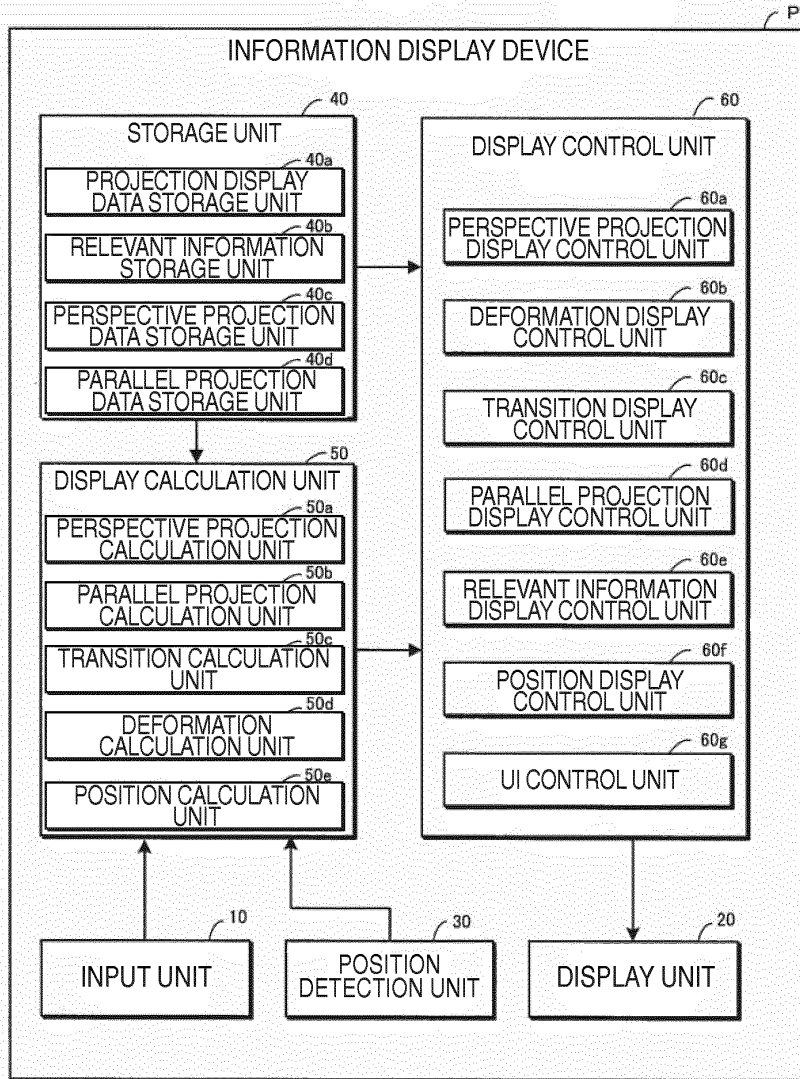 P
INFORMATION DISPLAY DEVICE
40
STORAGE UNIT
40a
PROJECTION DISPLAY
DATA STORAGE UNIT
40b
RELEVANT INFORMATION
STORAGE UNIT
40c
PERSPECTIVE PROJECTION
DATA STORAGE UNIT
40d
PARALLEL PROJECTION
DATA STORAGE UNIT
50
DISPLAY CALCULATION UNIT
50a
PERSPECTIVE PROJECTION
CALCULATION UNIT
50b
PARALLEL PROJECTION
CALCULATION UNIT
50c
TRANSITION CALCULATION
UNIT
50d
DEFORMATION
CALCULATION UNIT
50e
POSITION CALCULATION
UNIT
60
DISPLAY CONTROL UNIT
60a
PERSPECTIVE PROJECTION
DISPLAY CONTROL UNIT
60b
DEFORMATION DISPLAY
CONTROL UNIT
60c
TRANSITION DISPLAY
CONTROL UNIT
60d
PARALLEL PROJECTION
DISPLAY CONTROL UNIT
60e
RELEVANT INFORMATION
DISPLAY CONTROL UNIT
60f
POSITION DISPLAY
CONTROL UNIT
60g
UI CONTROL UNIT
10
INPUT UNIT
30
POSITION
DETECTION UNIT
20
DISPLAY UNIT